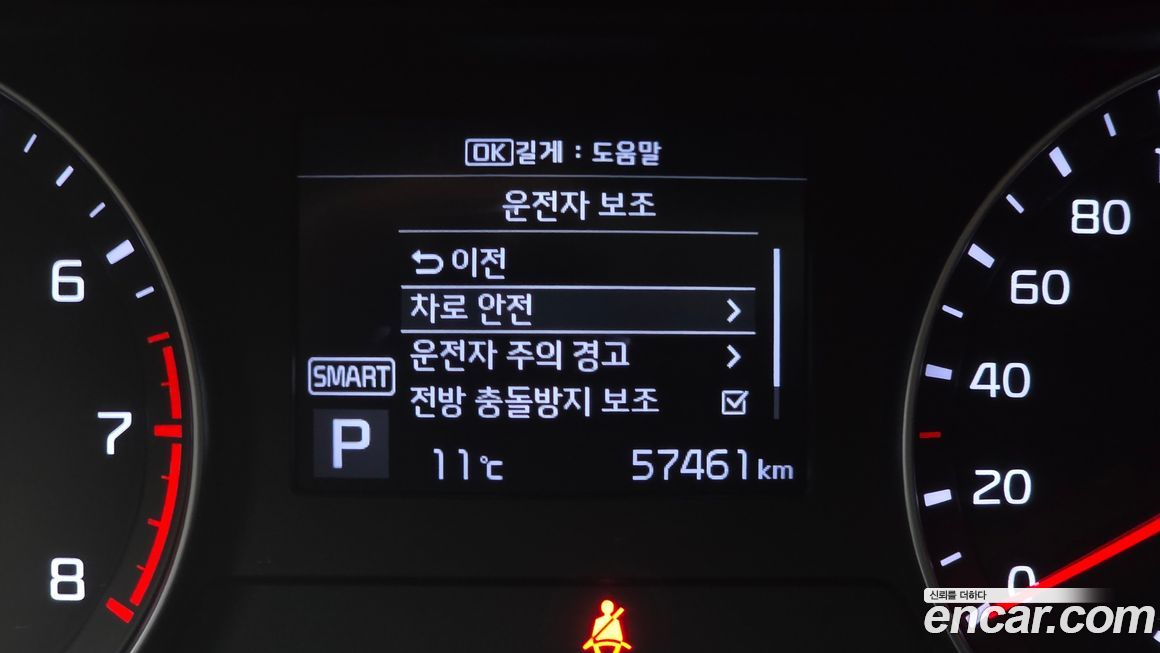 OK 길게 : 도움말
운전자 보조
이전
차로 안전
운전자 주의 경고
전방 충돌방지 보조
SMART
P
11℃
57461 km
6
7
8
80
60
40
20
0
신뢰를 더하다
encar.com